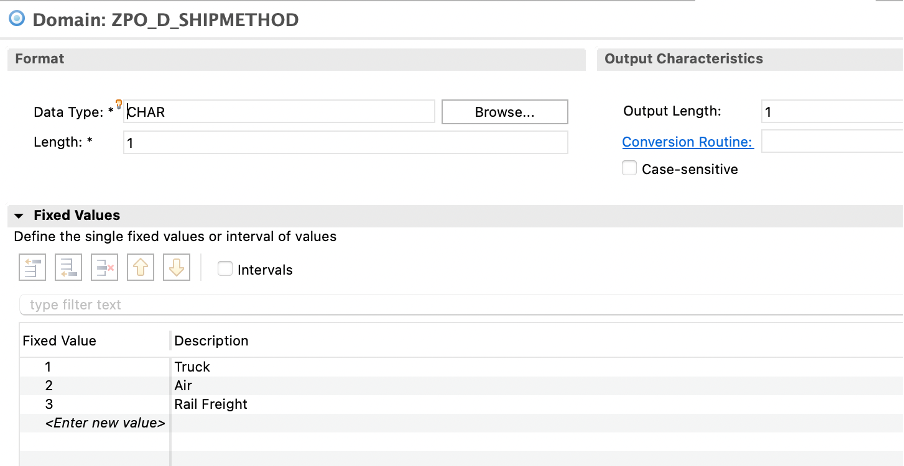 Domain: ZPO_D_SHIPMETHOD
Format
Output Characteristics
Data Type: * CHAR Browse...
Output Length: 1
Length: * 1
Conversion Routine:
Case-sensitive
Fixed Values
Define the single fixed values or interval of values
Intervals
type filter text
Fixed Value Description
1 Truck
2 Air
3 Rail Freight
<Enter new value>